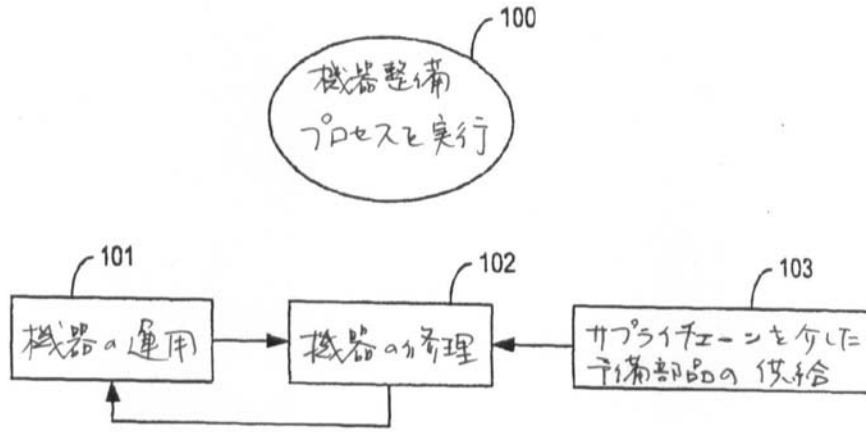 100
機器整備
プロセスを実行
101
102
103
機器の運用
機器の修理
サプライチェーンを介した
予備部品の供給